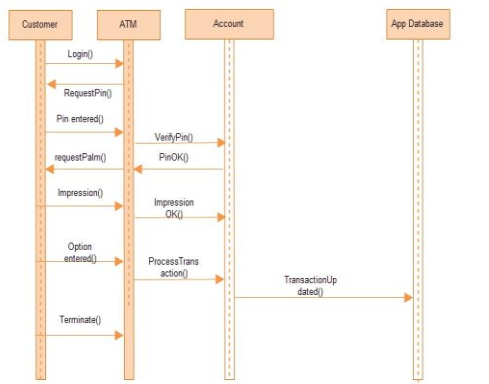 Customer
ATM
Account
App Database
Login()
RequestPin()
Pin entered()
VerifyPin()
requestPalm()
PinOK()
Impression()
Impression
OK()
Option
entered()
ProcessTrans
action()
TransactionUp
dated()
Terminate()